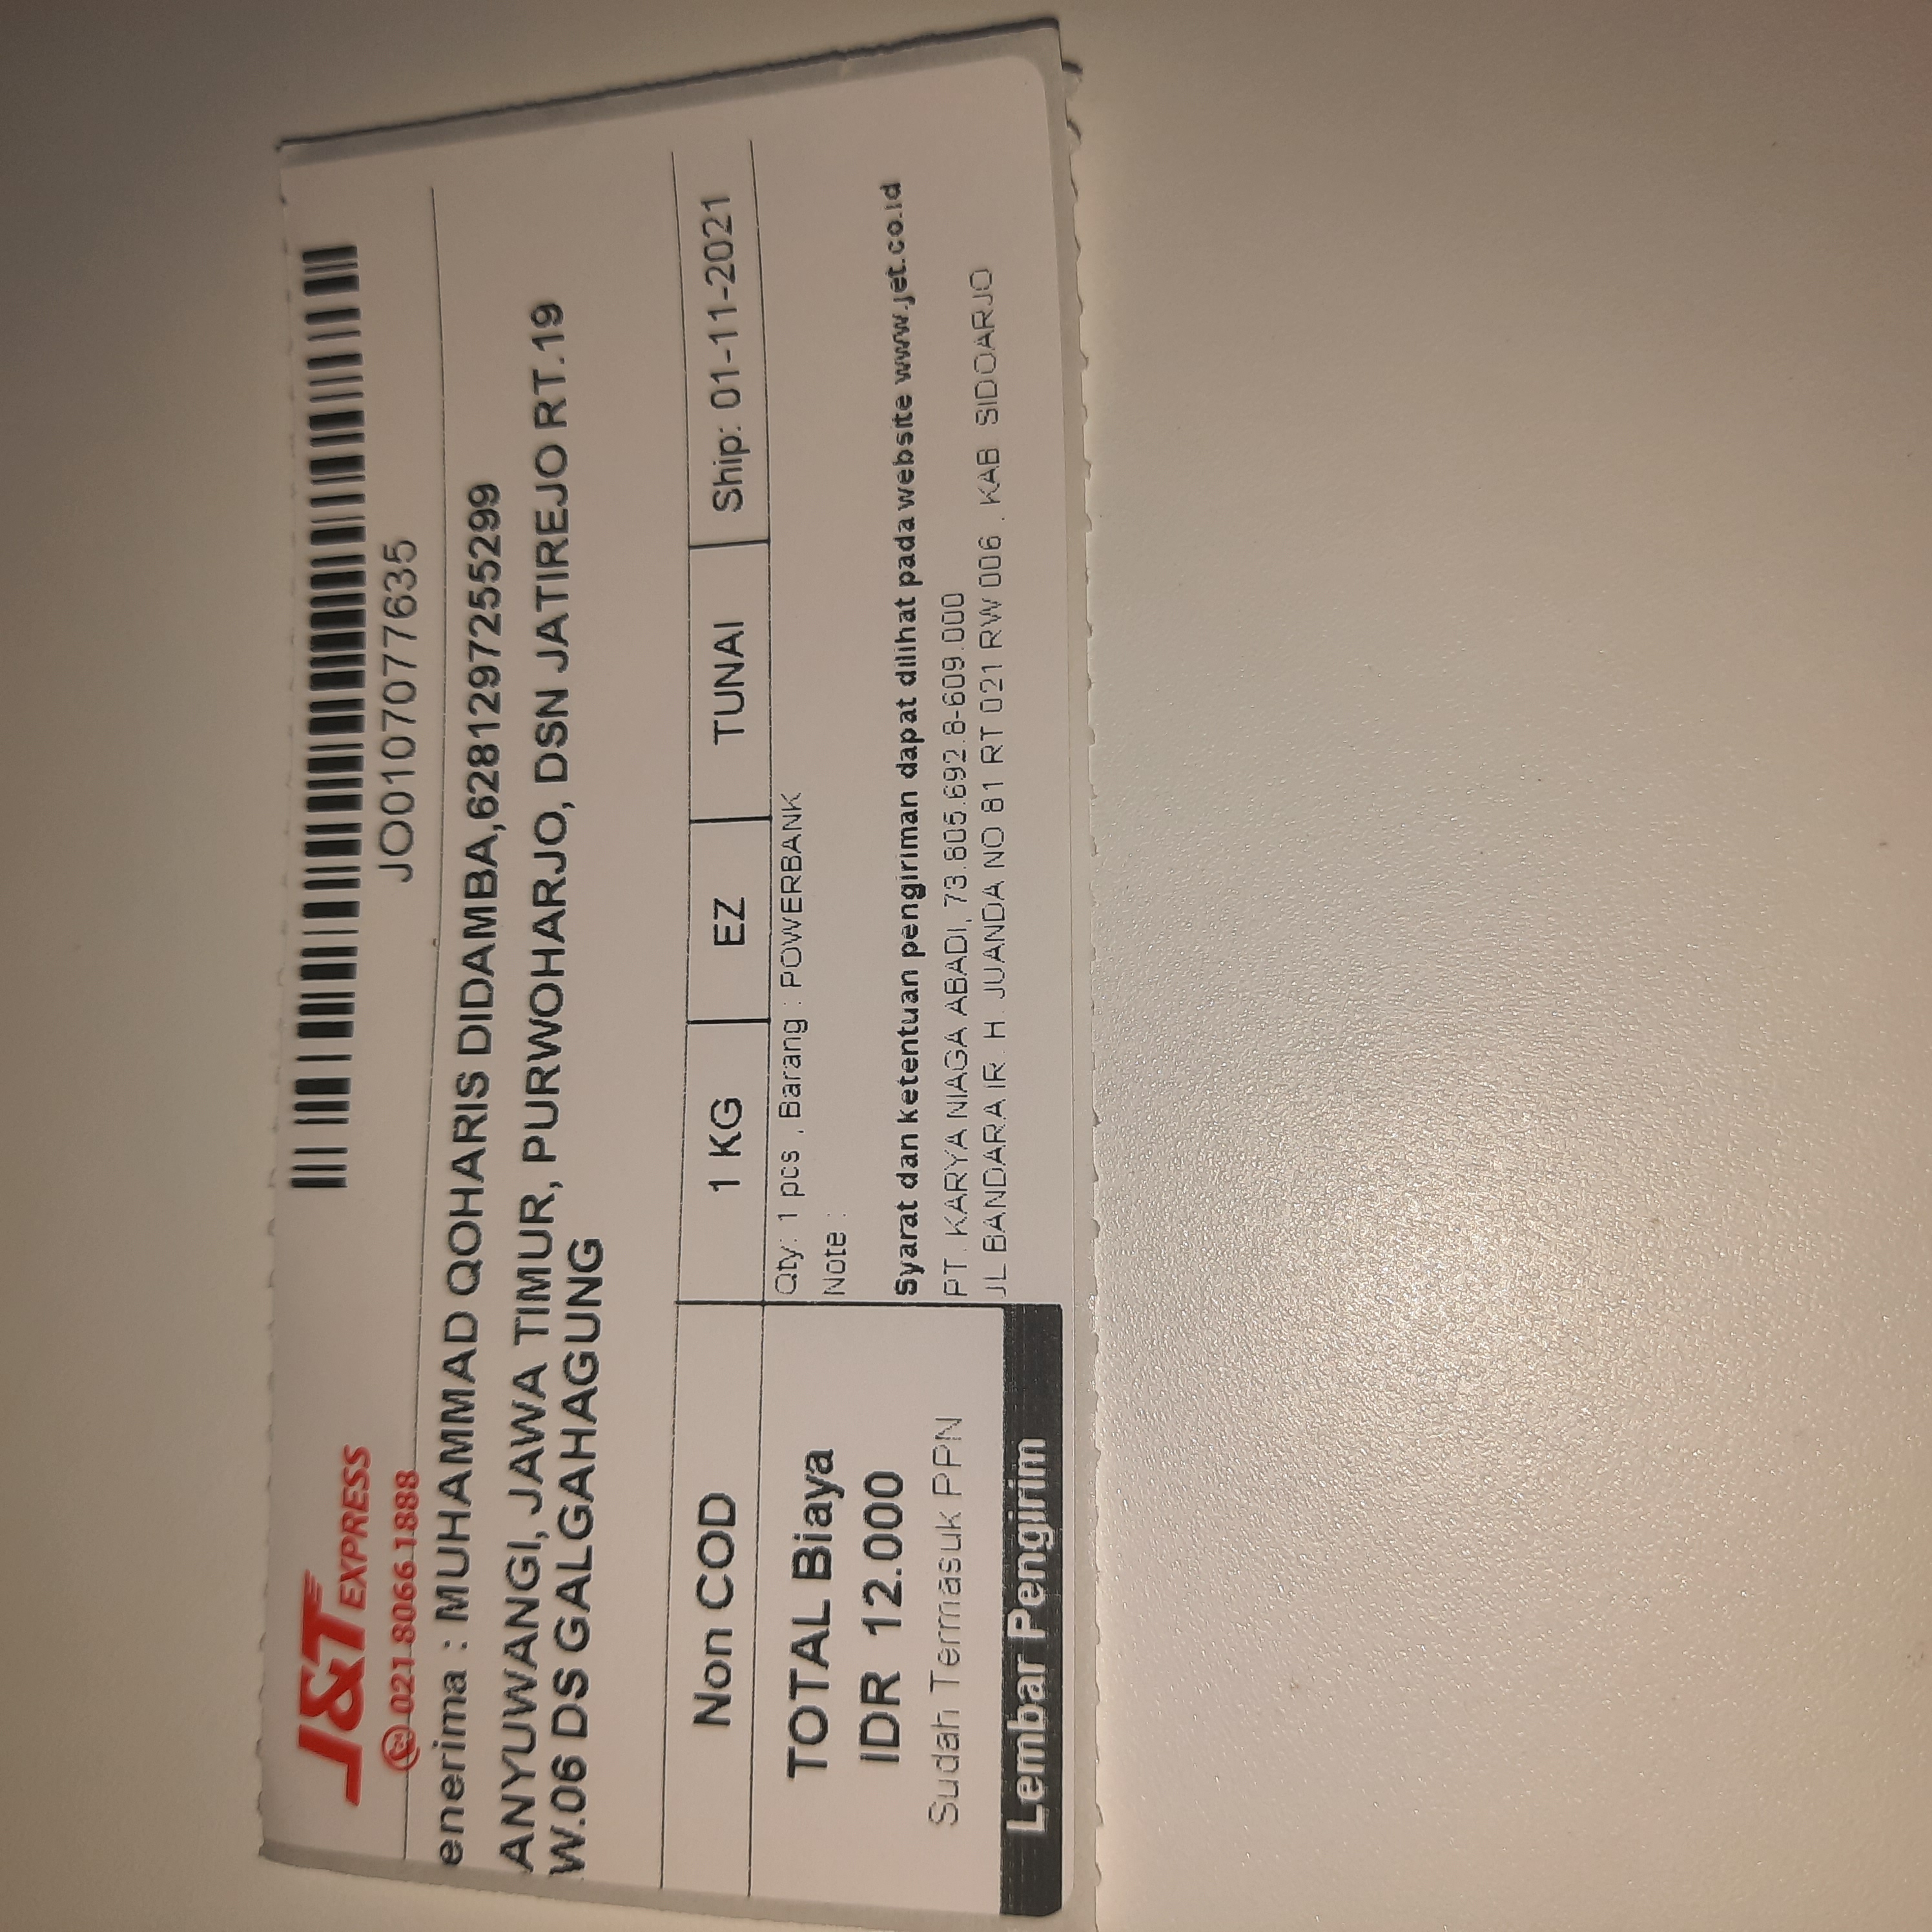 J&T EXPRESS
021 8066 1888
JO0107077635
enerima : MUHAMMAD QOHARIS DIDAMBA,6281297255299
ANYUWANGI, JAWA TIMUR, PURWOHARJO, DSN JATIREJO RT.19
W.06 DS GALGAHAGUNG
Non COD
1 KG
EZ
TUNAI
Ship: 01-11-2021
TOTAL Biaya
IDR 12.000
Sudah Termasuk PPN
Lembar Pengirim
Qty: 1 pcs , Barang : POWERBANK
Note :
Syarat dan ketentuan pengiriman dapat dilihat pada website www.jet.co.id
PT. KARYA NIAGA ABADI, 73.805.692.8-609.000
JL BANDARA IR. H. JUANDA NO 81 RT 021 RW 006 , KAB. SIDOARJO